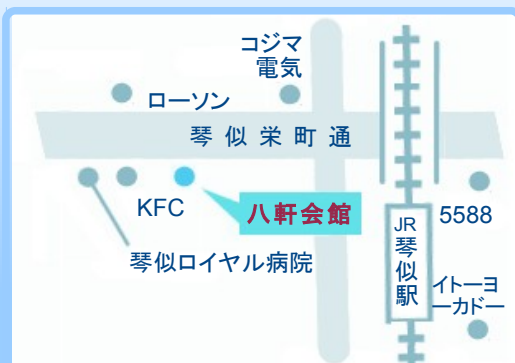 コジマ
電気
ローソン
琴似栄町通
KFC
八軒会館
琴似ロイヤル病院
JR
琴似駅
5588
イトーヨ
ーカドー